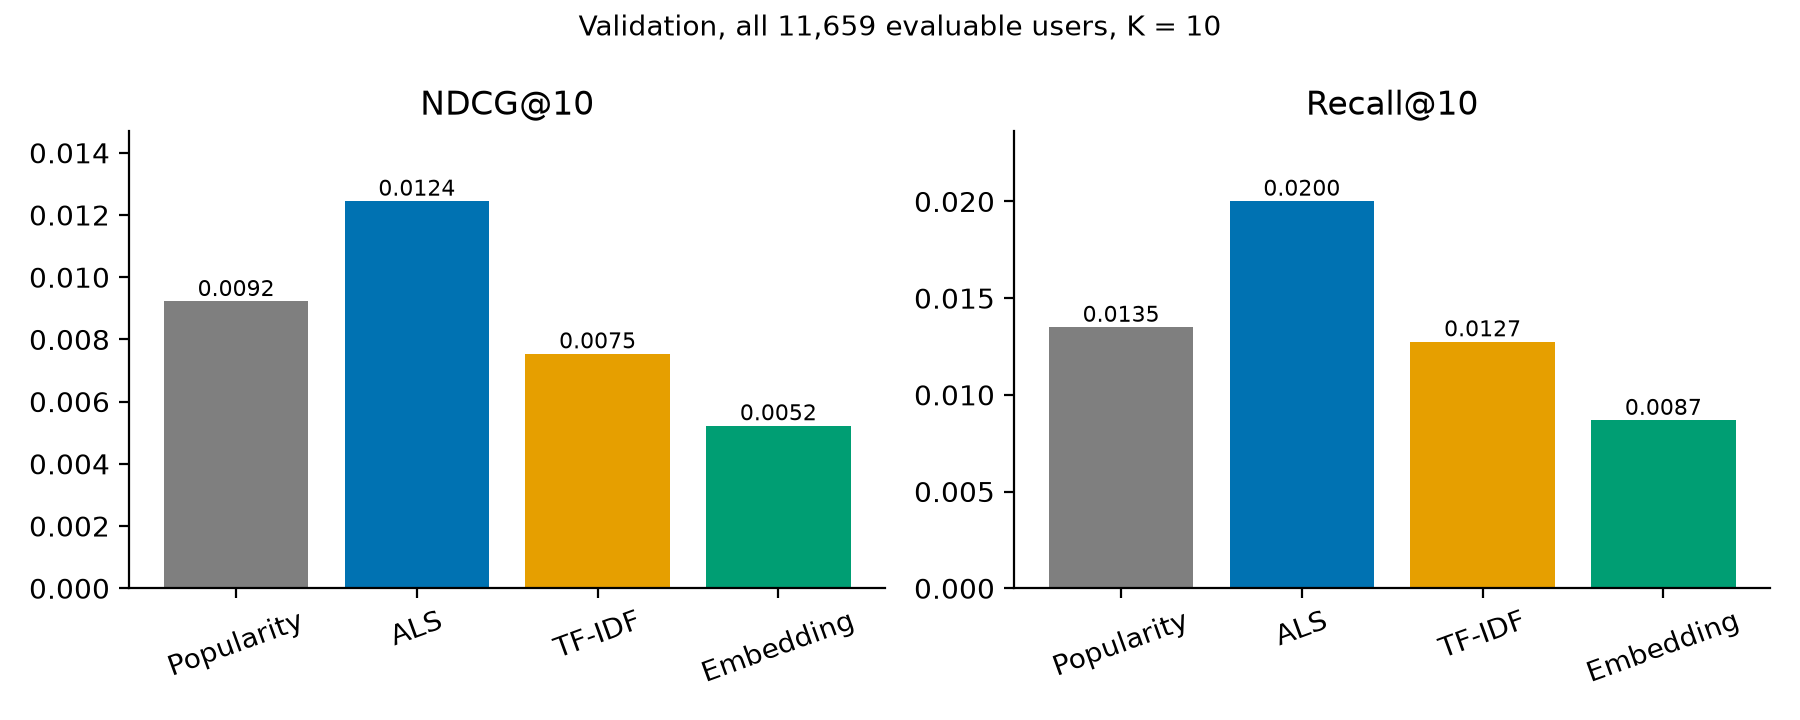 Validation, all 11,659 evaluable users, K = 10
NDCG@10
0.014
0.012
0.010
0.008
0.006
0.004
0.002
0.000
0.0092
0.0124
0.0075
0.0052
Popularity
ALS
TF-IDF
Embedding
Recall@10
0.020
0.015
0.010
0.005
0.000
0.0135
0.0200
0.0127
0.0087
Popularity
ALS
TF-IDF
Embedding